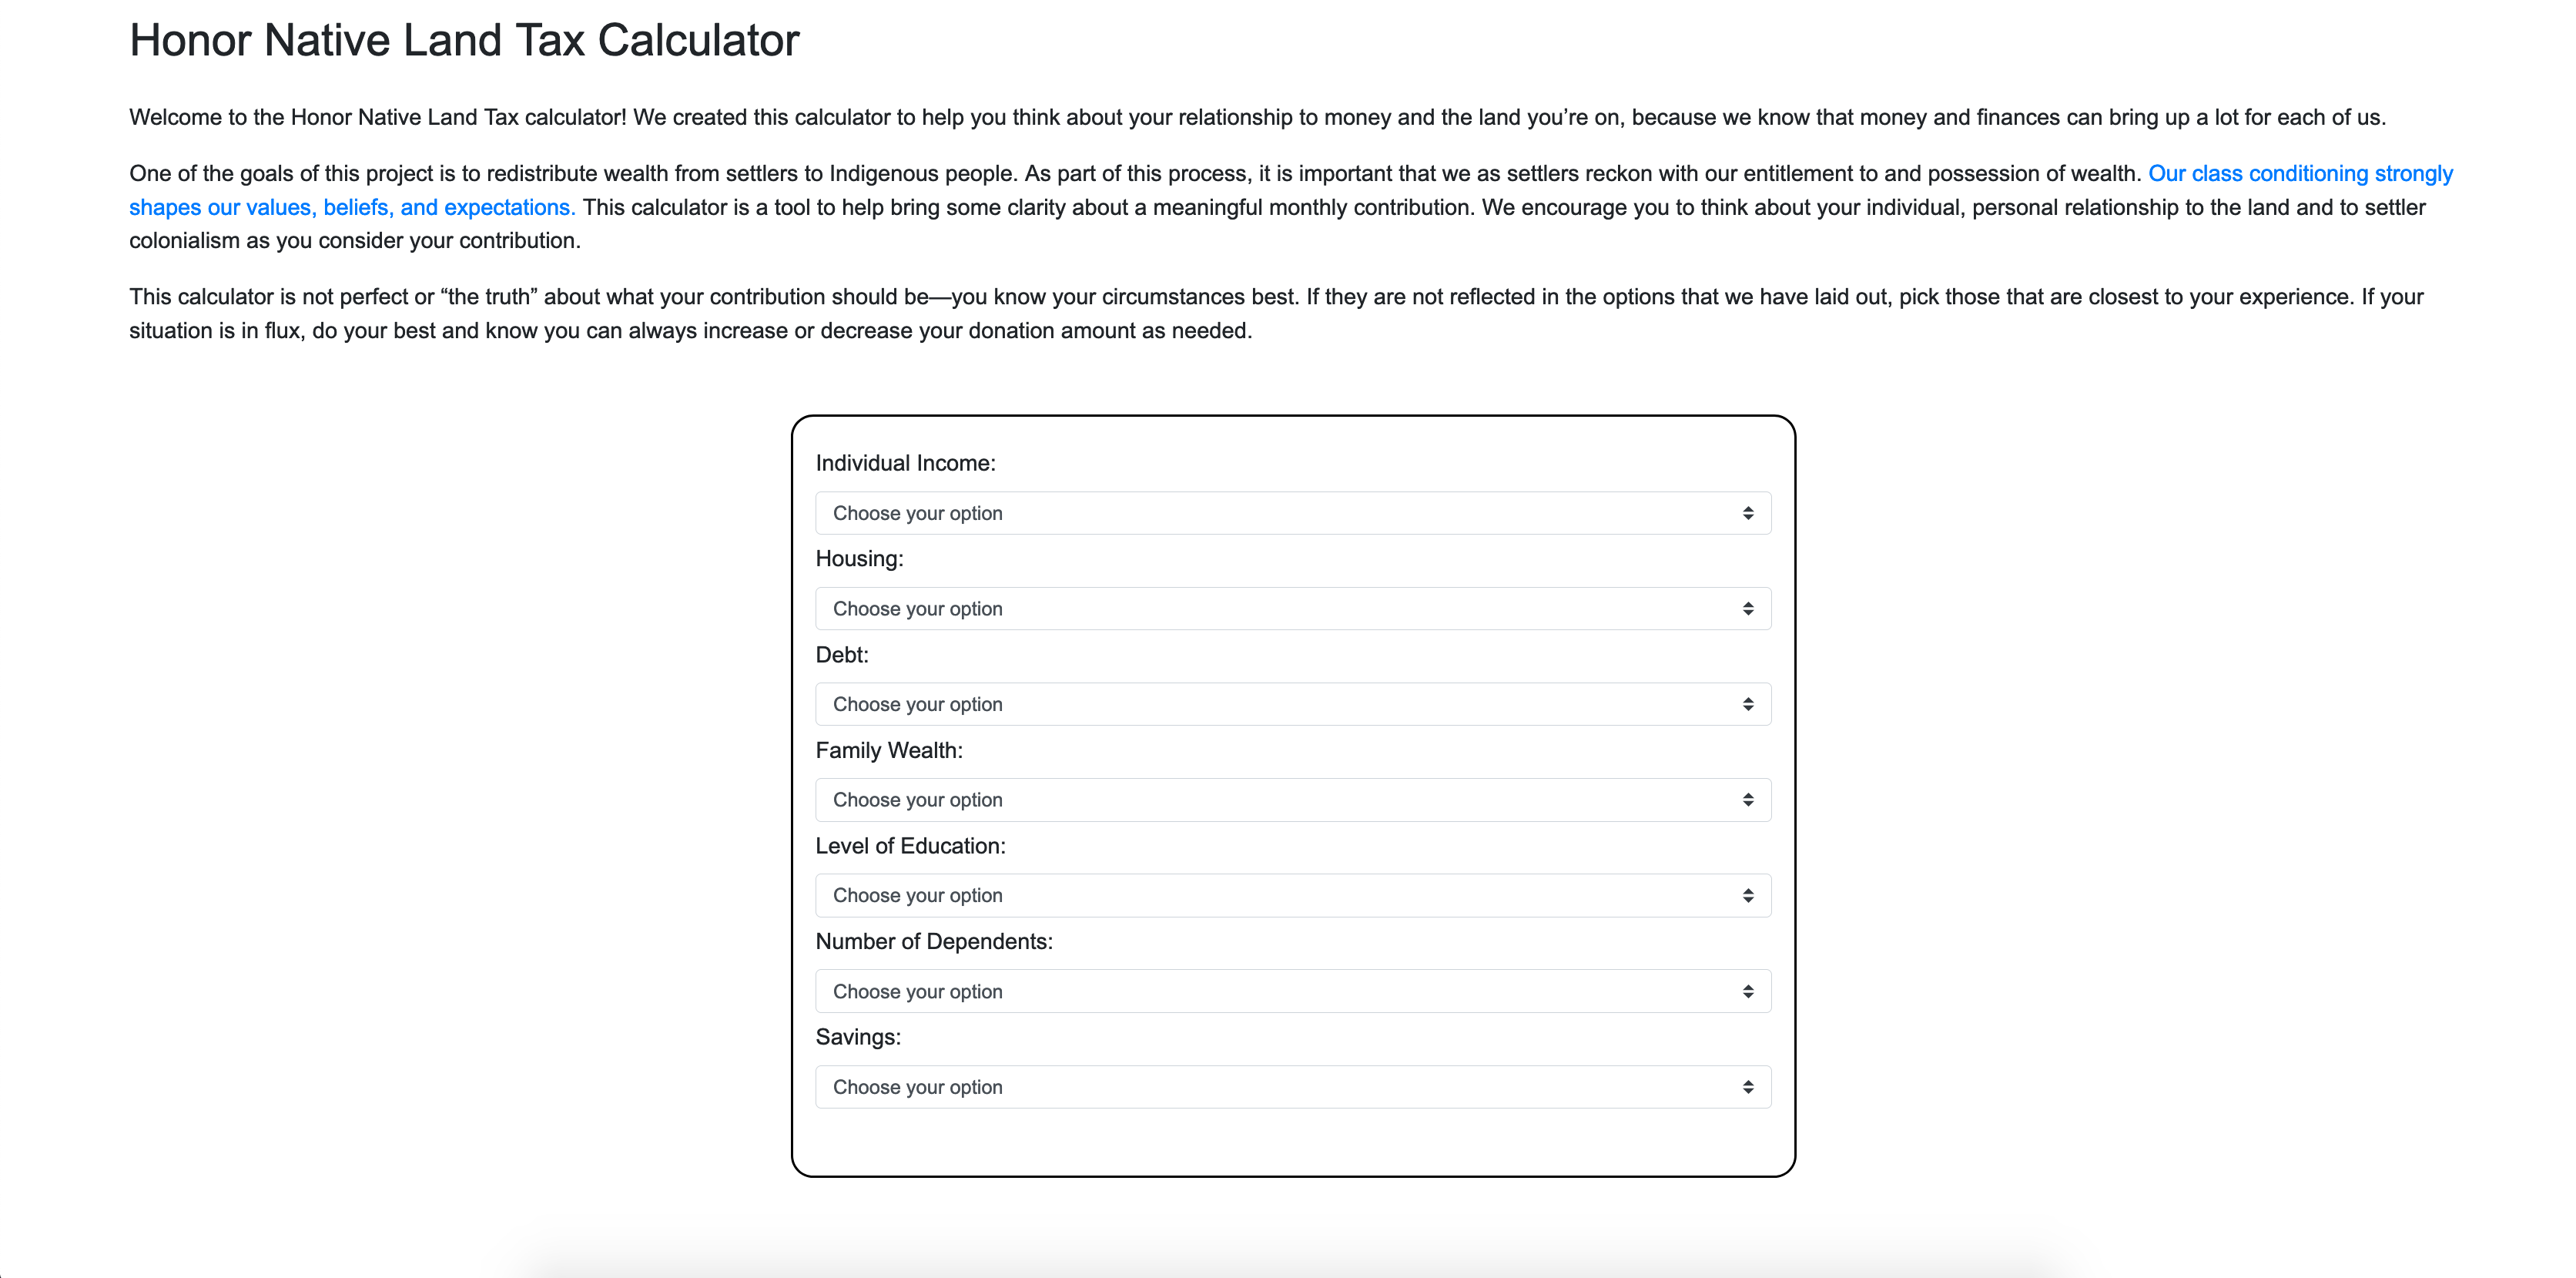 Honor Native Land Tax Calculator
Welcome to the Honor Native Land Tax calculator! We created this calculator to help you think about your relationship to money and the land you’re on, because we know that money and finances can bring up a lot for each of us.
One of the goals of this project is to redistribute wealth from settlers to Indigenous people. As part of this process, it is important that we as settlers reckon with our entitlement to and possession of wealth. Our class conditioning strongly
shapes our values, beliefs, and expectations. This calculator is a tool to help bring some clarity about a meaningful monthly contribution. We encourage you to think about your individual, personal relationship to the land and to settler
colonialism as you consider your contribution.
This calculator is not perfect or “the truth” about what your contribution should be—you know your circumstances best. If they are not reflected in the options that we have laid out, pick those that are closest to your experience. If your
situation is in flux, do your best and know you can always increase or decrease your donation amount as needed.
Individual Income:
Choose your option
Housing:
Choose your option
Debt:
Choose your option
Family Wealth:
Choose your option
Level of Education:
Choose your option
Number of Dependents:
Choose your option
Savings:
Choose your option